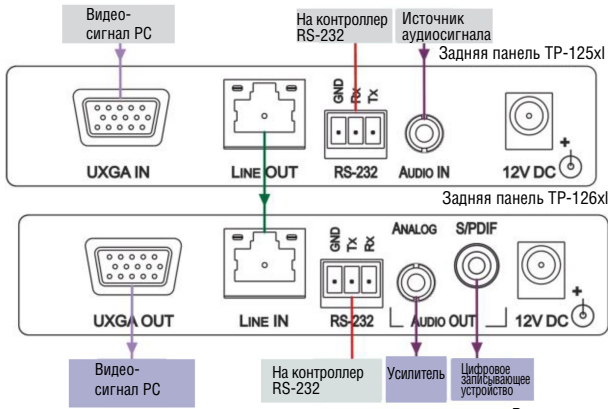 Видео-
сигнал PC
На контроллер
RS-232
Источник
аудиосигнала
Задняя панель TP-125xl
GND
Rx
Tx
UXGA IN
LINE OUT
RS-232
AUDIO IN
12V DC
+
Задняя панель TP-126xl
GND
Tx
Rx
ANALOG
S/PDIF
UXGA OUT
LINE IN
RS-232
AUDIO OUT
12V DC
+
Видео-
сигнал PC
На контроллер
RS-232
Усилитель
Цифровое
записывающее
устройство